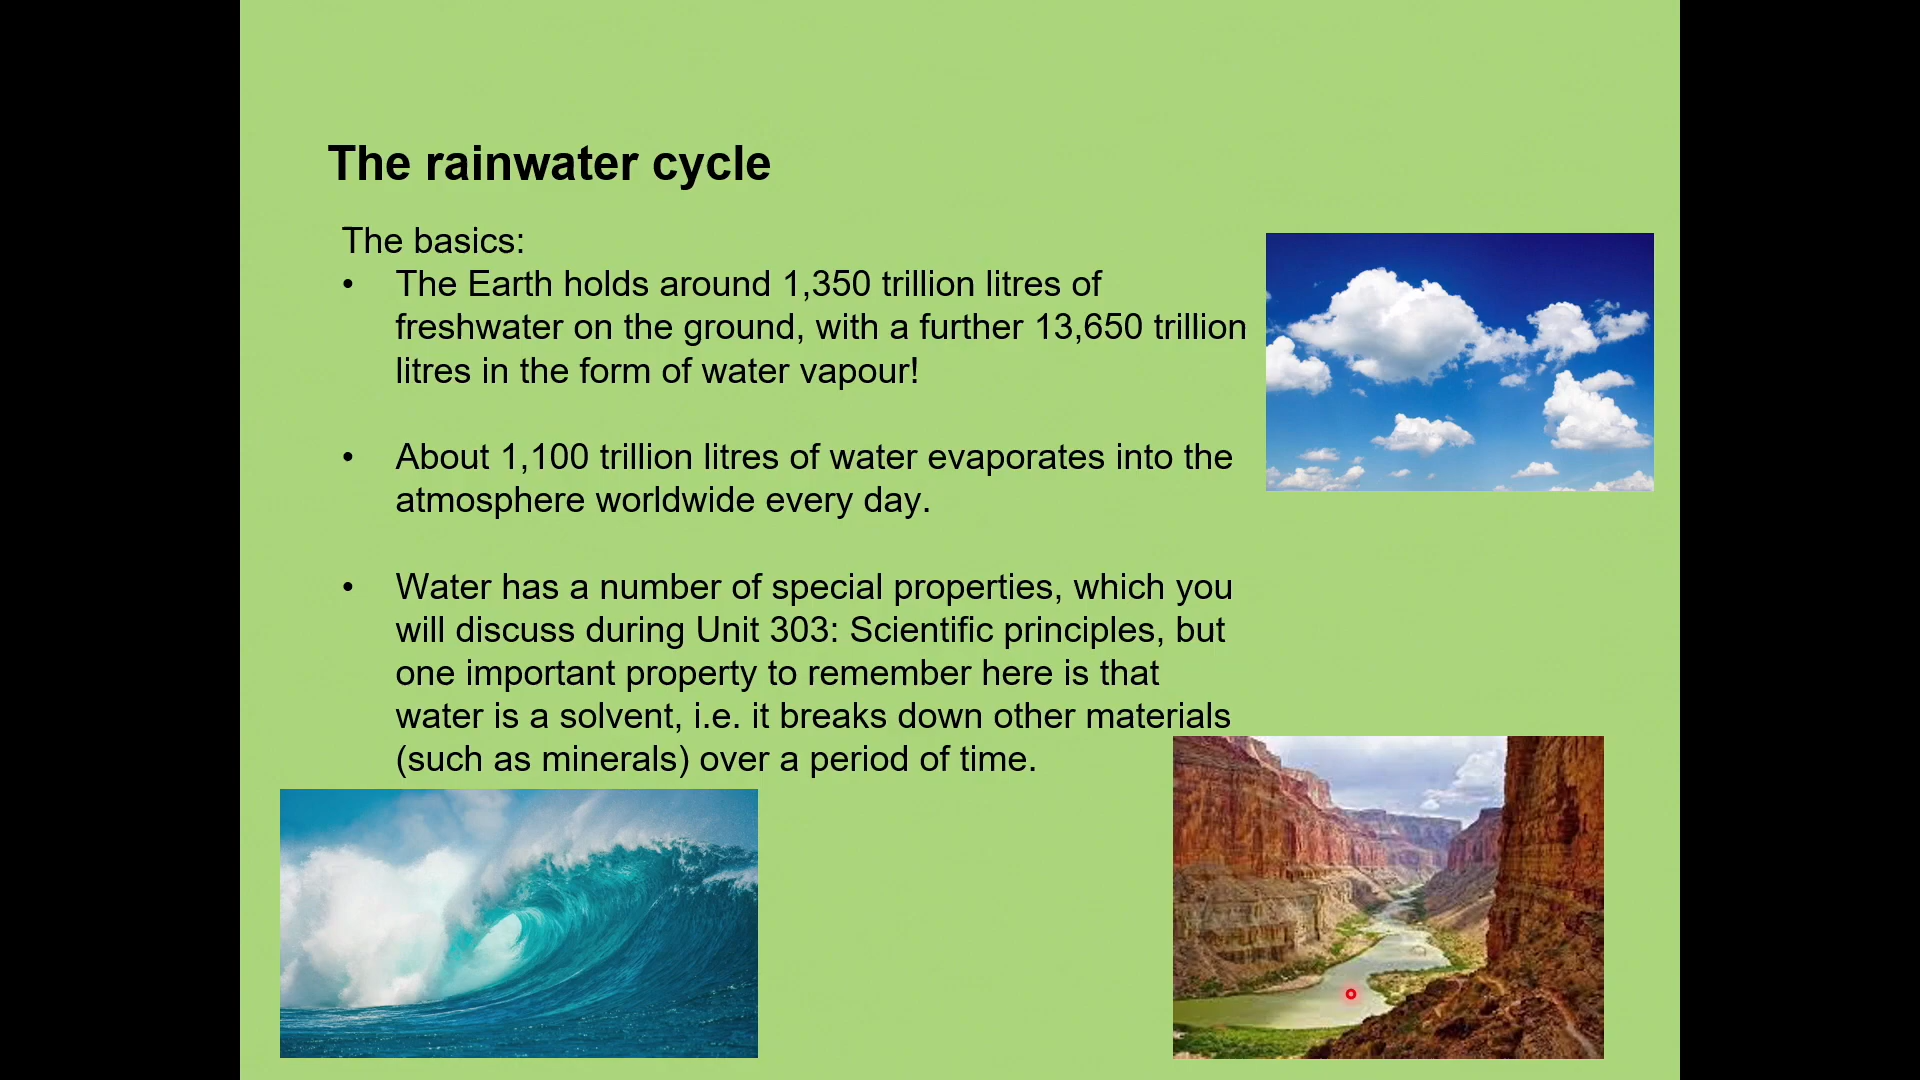 The rainwater cycle
The basics:
• The Earth holds around 1,350 trillion litres of
freshwater on the ground, with a further 13,650 trillion
litres in the form of water vapour!
• About 1,100 trillion litres of water evaporates into the
atmosphere worldwide every day.
• Water has a number of special properties, which you
will discuss during Unit 303: Scientific principles, but
one important property to remember here is that
water is a solvent, i.e. it breaks down other materials
(such as minerals) over a period of time.